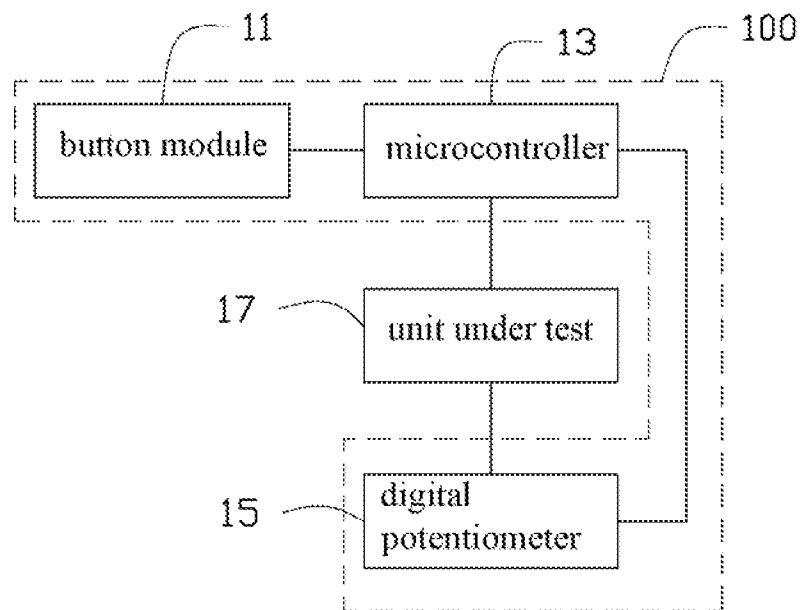 11
13
100
button module
microcontroller
17
unit under test
15
digital
potentiometer